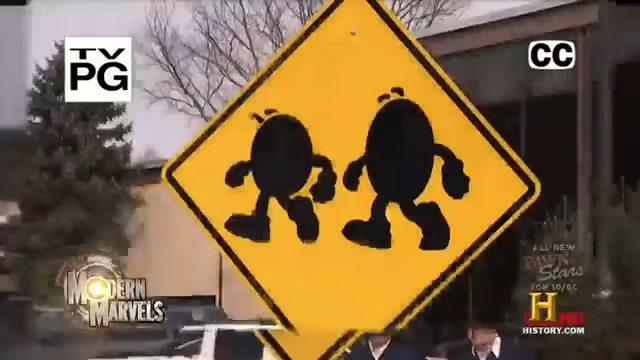 TV
PG
CC
MODERN
MARVELS
ALL NEW
PAWN
Stars
H
HISTORY.COM